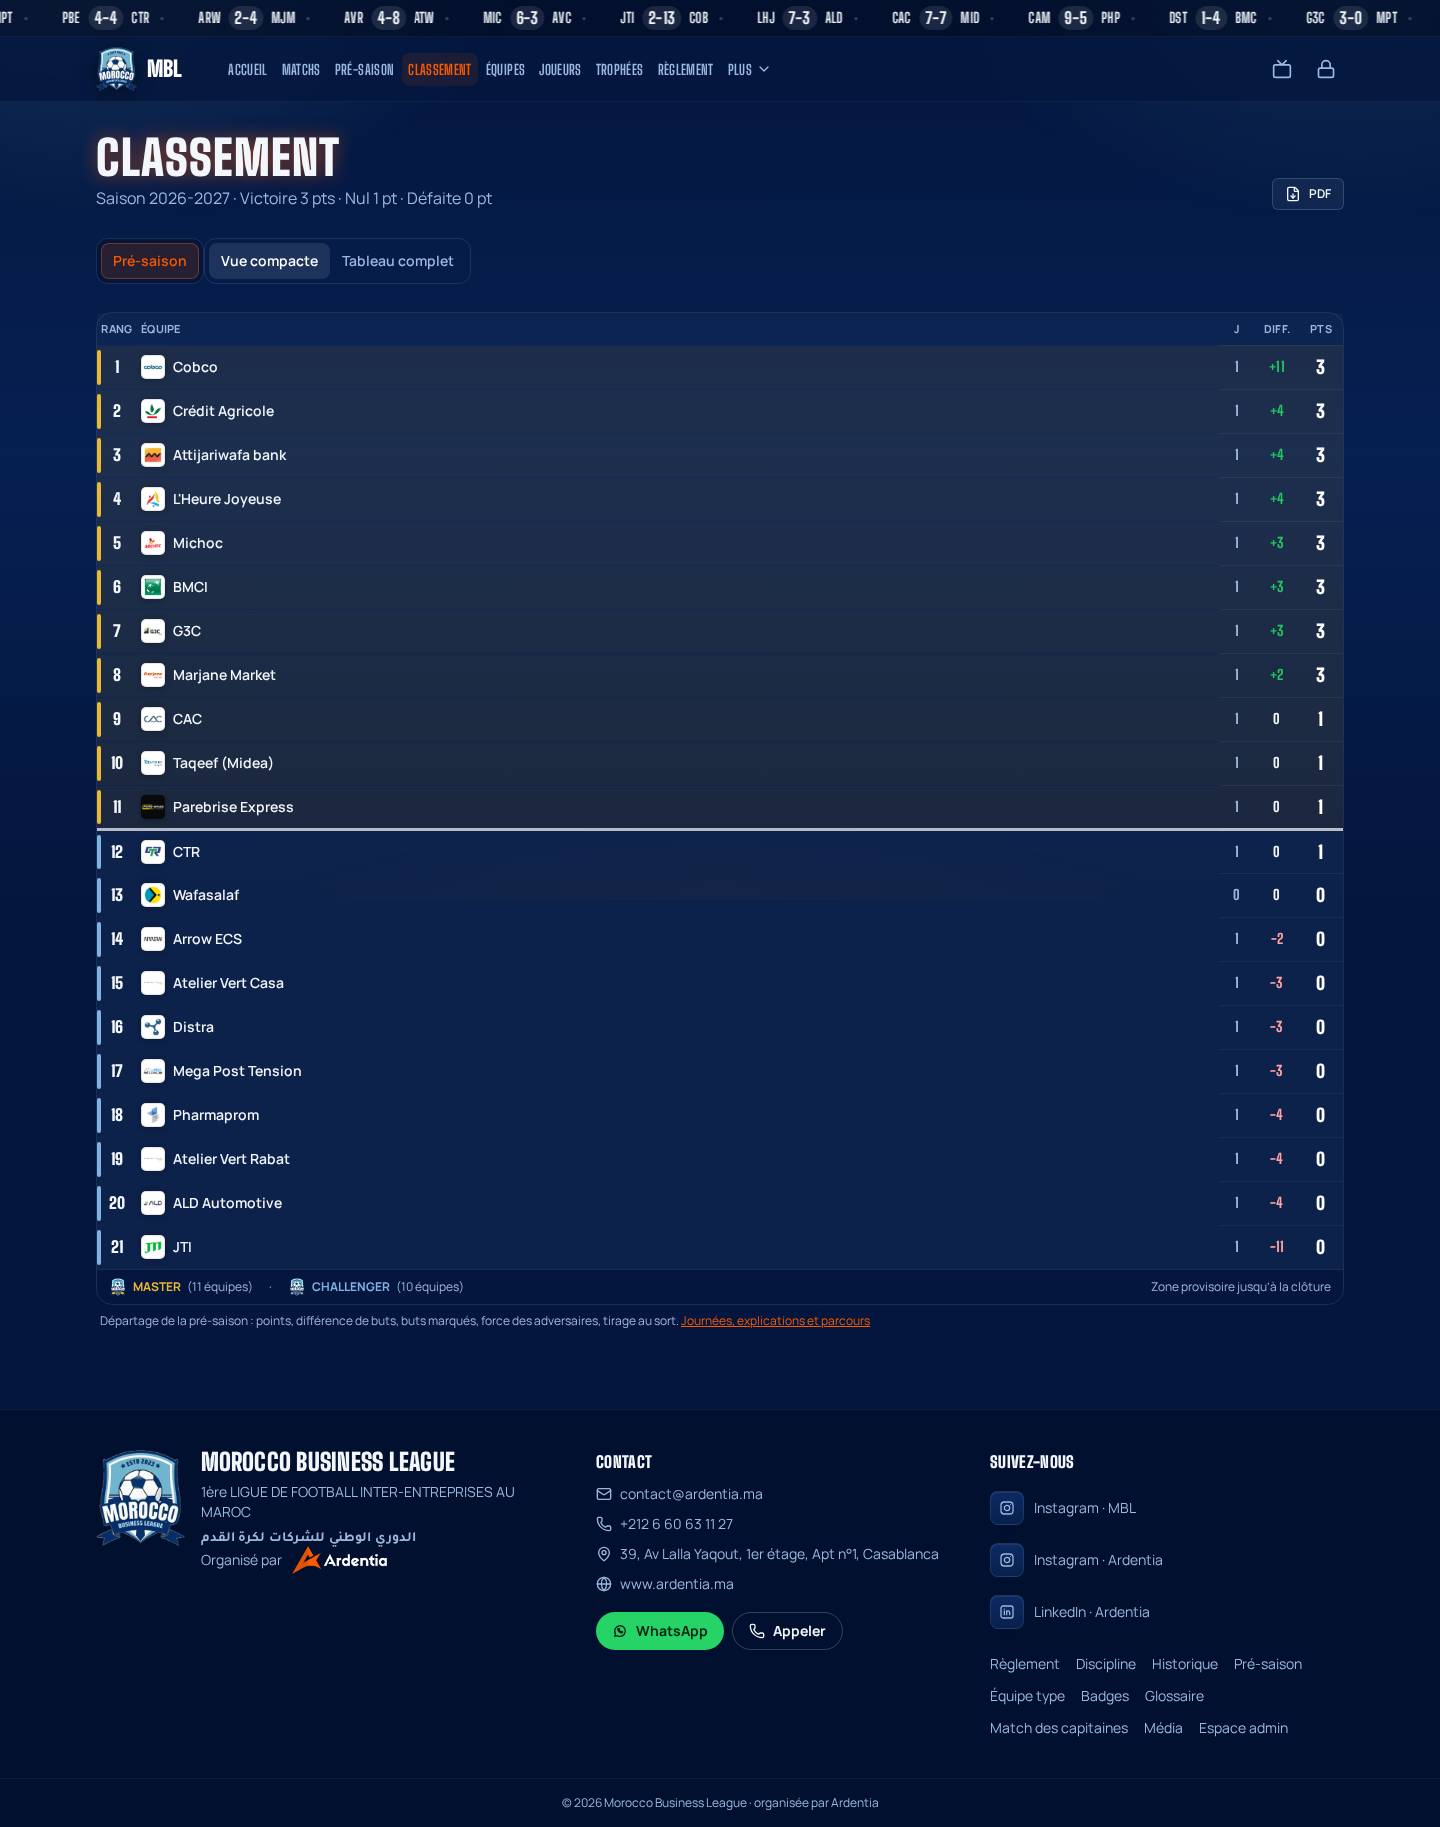 PBE 4-4 CTR · ARW 2-4 MJM · AVR 4-8 ATW · MIC 6-3 AVC · JTI 2-13 COB · LHJ 7-3 ALD · CAC 7-7 MID · CAM 9-5 PHP · DST 1-4 BMC · G3C 3-0 MPT ·
MBL ACCUEIL MATCHS PRÉ-SAISON CLASSEMENT ÉQUIPES JOUEURS TROPHÉES RÈGLEMENT PLUS
CLASSEMENT
Saison 2026-2027 · Victoire 3 pts · Nul 1 pt · Défaite 0 pt
PDF
Pré-saison Vue compacte Tableau complet
RANG ÉQUIPE J DIFF. PTS
1 Cobco 1 +11 3
2 Crédit Agricole 1 +4 3
3 Attijariwafa bank 1 +4 3
4 L'Heure Joyeuse 1 +4 3
5 Michoc 1 +3 3
6 BMCI 1 +3 3
7 G3C 1 +3 3
8 Marjane Market 1 +2 3
9 CAC 1 0 1
10 Taqeef (Midea) 1 0 1
11 Parebrise Express 1 0 1
12 CTR 1 0 1
13 Wafasalaf 0 0 0
14 Arrow ECS 1 -2 0
15 Atelier Vert Casa 1 -3 0
16 Distra 1 -3 0
17 Mega Post Tension 1 -3 0
18 Pharmaprom 1 -4 0
19 Atelier Vert Rabat 1 -4 0
20 ALD Automotive 1 -4 0
21 JTI 1 -11 0
MASTER (11 équipes) · CHALLENGER (10 équipes) Zone provisoire jusqu'à la clôture
Départage de la pré-saison : points, différence de buts, buts marqués, force des adversaires, tirage au sort. Journées, explications et parcours
MOROCCO BUSINESS LEAGUE
1ère LIGUE DE FOOTBALL INTER-ENTREPRISES AU
MAROC
الدوري الوطني للشركات لكرة القدم
Organisé par Ardentia
CONTACT
contact@ardentia.ma
+212 6 60 63 11 27
39, Av Lalla Yaqout, 1er étage, Apt n°1, Casablanca
www.ardentia.ma
WhatsApp Appeler
SUIVEZ-NOUS
Instagram · MBL
Instagram · Ardentia
LinkedIn · Ardentia
Règlement Discipline Historique Pré-saison
Équipe type Badges Glossaire
Match des capitaines Média Espace admin
© 2026 Morocco Business League · organisée par Ardentia